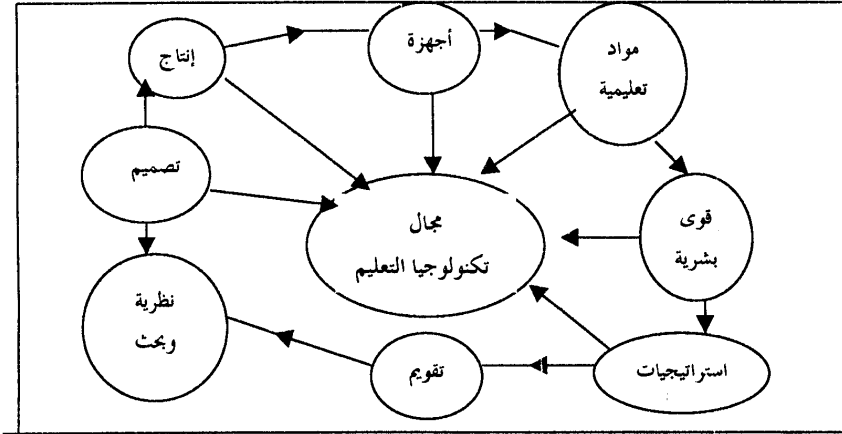 إنتاج
أجهزة
مواد
تعليمية
تصميم
مجال
تكنولوجيا التعليم
قوى
بشرية
نظرية
وبحث
تقويم
استراتيجيات